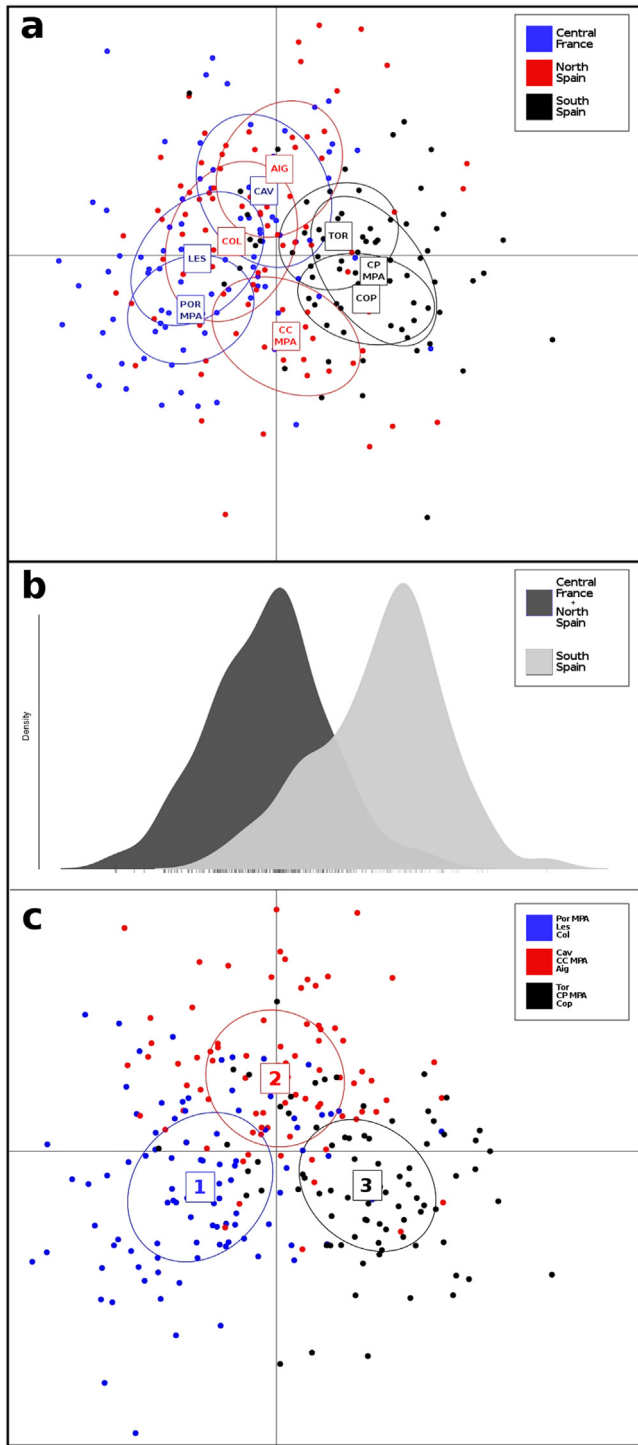 a
Central
France
North
Spain
South
Spain
AIG
CAV
COL
TOR
LES
CP
MPA
COP
POR
MPA
CC
MPA
b
Central
France
+
North
Spain
South
Spain
Density
c
Por MPA
Les
Col
Cav
CC MPA
Aig
Tor
CP MPA
Cop
2
1
3